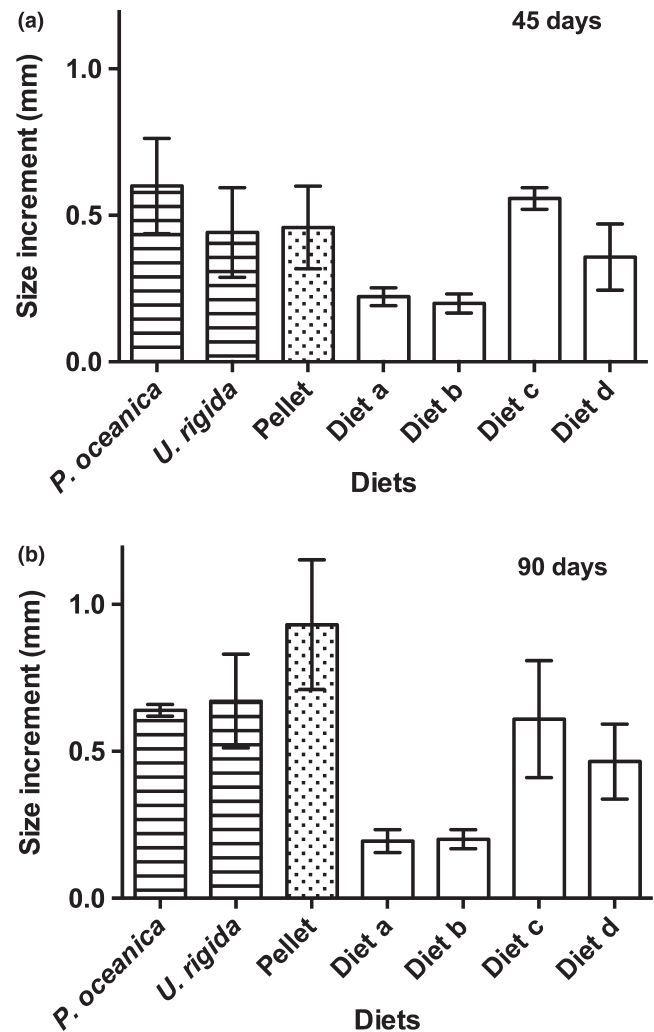 (a)
45 days
Size increment (mm)
1.0
0.5
0.0
P. oceanica
U. rigida
Pellet
Diet a
Diet b
Diet c
Diet d
Diets
(b)
90 days
Size increment (mm)
1.0
0.5
0.0
P. oceanica
U. rigida
Pellet
Diet a
Diet b
Diet c
Diet d
Diets